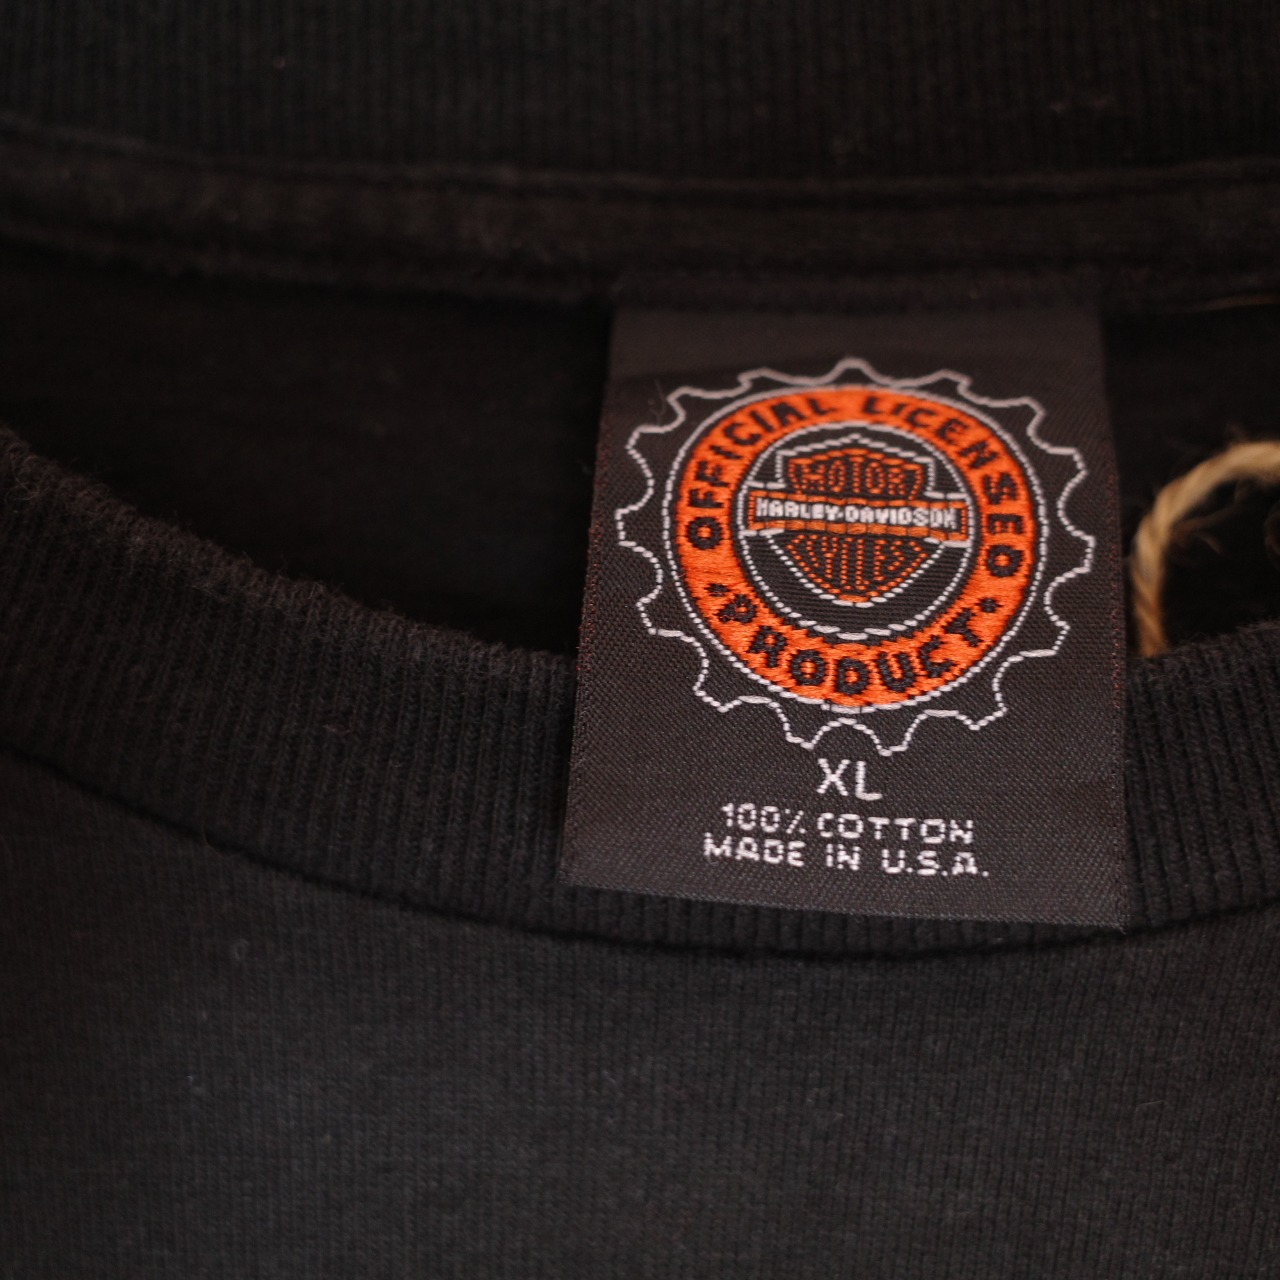 OFFICIAL LICENSED
MOTOR
HARLEY-DAVIDSON
CYCLES
• PRODUCT •
XL
100% COTTON
MADE IN U.S.A.